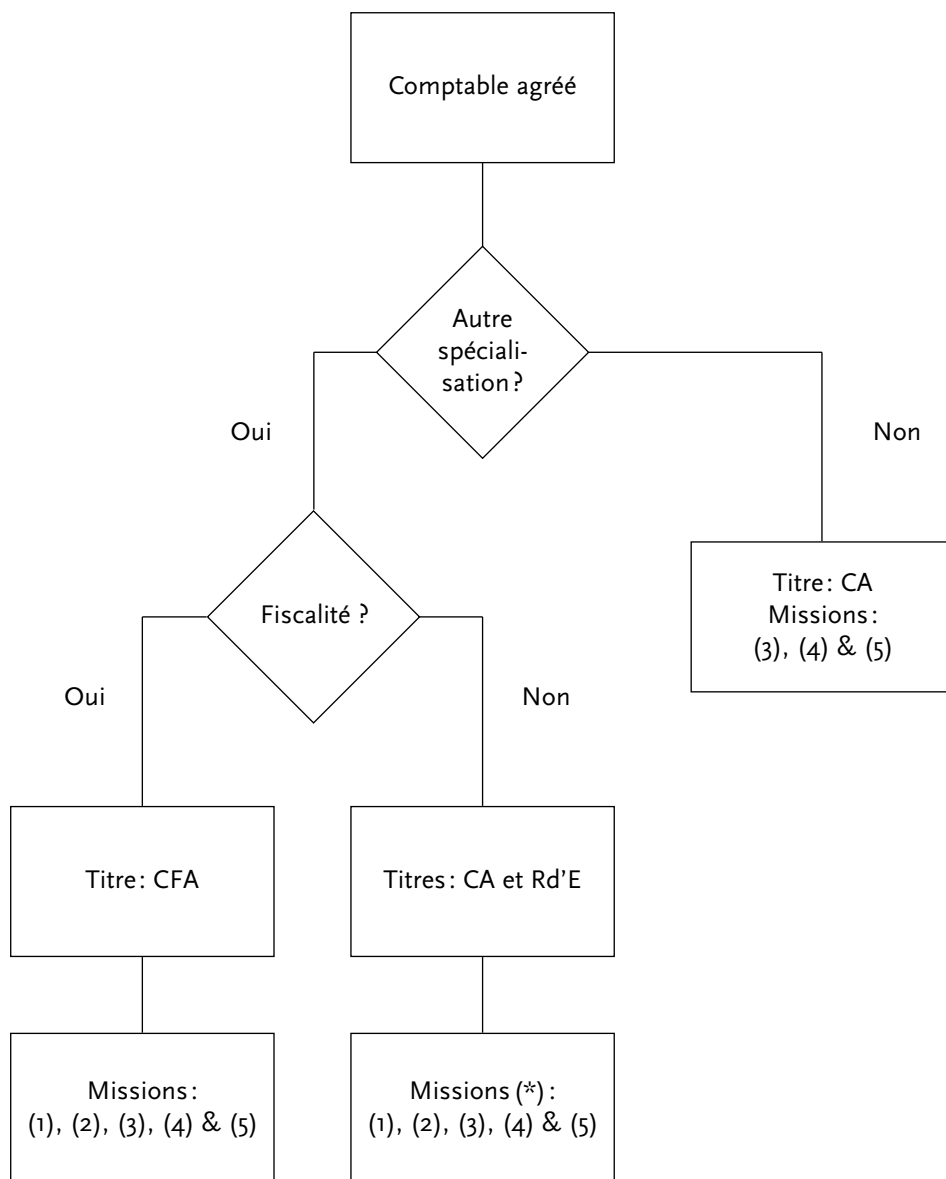 Comptable agréé
Autre
spéciali-
sation ?
Oui
Non
Fiscalité ?
Titre : CA
Missions :
(3), (4) & (5)
Oui
Non
Titre : CFA
Titres : CA et Rd’E
Missions :
(1), (2), (3), (4) & (5)
Missions (*) :
(1), (2), (3), (4) & (5)